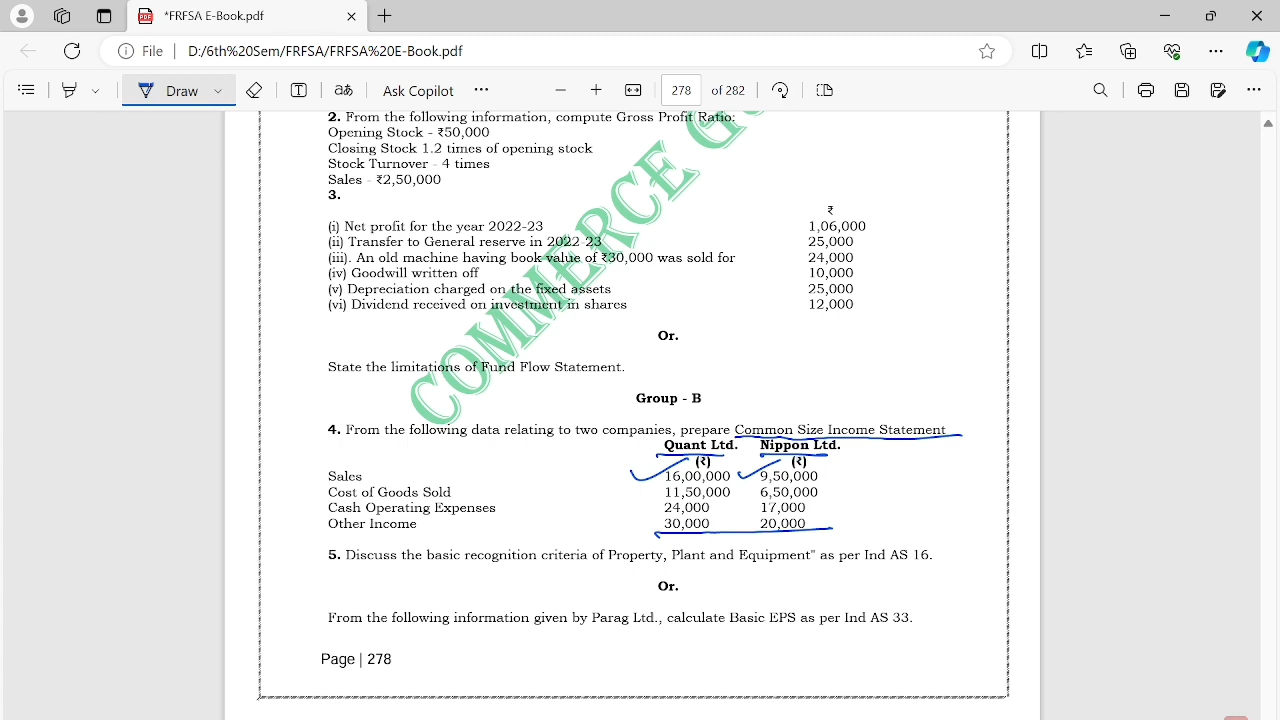 *FRFSA E-Book.pdf
File | D:/6th%20Sem/FRFSA/FRFSA%20E-Book.pdf
Draw
aあ
Ask Copilot
278 of 282
2. From the following information, compute Gross Profit Ratio:
Opening Stock - ₹50,000
Closing Stock 1.2 times of opening stock
Stock Turnover - 4 times
Sales - ₹2,50,000
3.
₹
(i) Net profit for the year 2022-23 1,06,000
(ii) Transfer to General reserve in 2022-23 25,000
(iii). An old machine having book value of ₹30,000 was sold for 24,000
(iv) Goodwill written off 10,000
(v) Depreciation charged on the fixed assets 25,000
(vi) Dividend received on investment in shares 12,000
Or.
State the limitations of Fund Flow Statement.
COMMERCE G
Group - B
4. From the following data relating to two companies, prepare Common Size Income Statement
Quant Ltd. Nippon Ltd.
(₹) (₹)
Sales 16,00,000 9,50,000
Cost of Goods Sold 11,50,000 6,50,000
Cash Operating Expenses 24,000 17,000
Other Income 30,000 20,000
5. Discuss the basic recognition criteria of Property, Plant and Equipment" as per Ind AS 16.
Or.
From the following information given by Parag Ltd., calculate Basic EPS as per Ind AS 33.
Page | 278